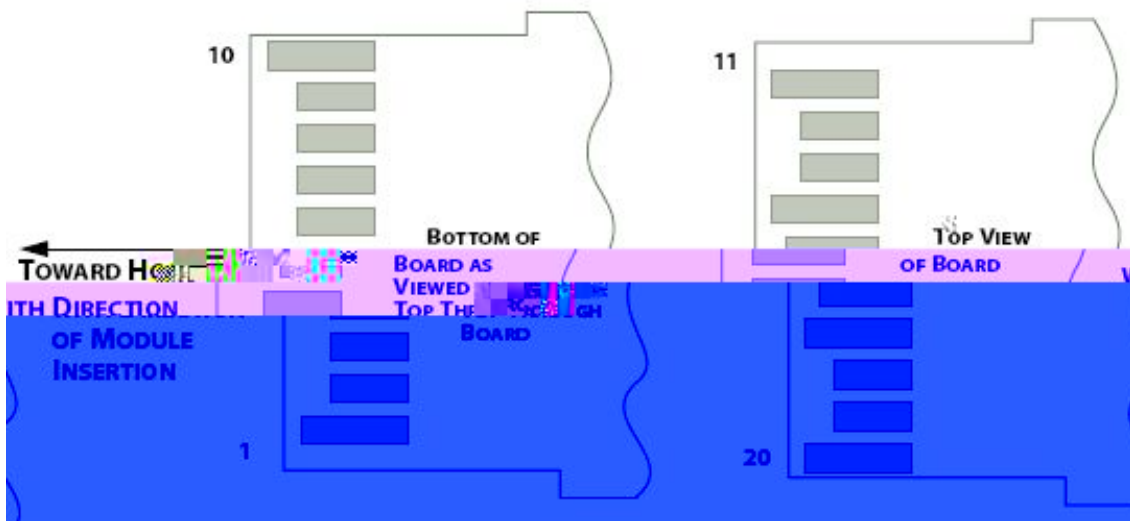 10
11
BOTTOM OF
TOP VIEW
TOWARD
BOARD AS
OF BOARD
VIEWED
ITH DIRECTION
TOP
OF MODULE
BOARD
INSERTION
1
20